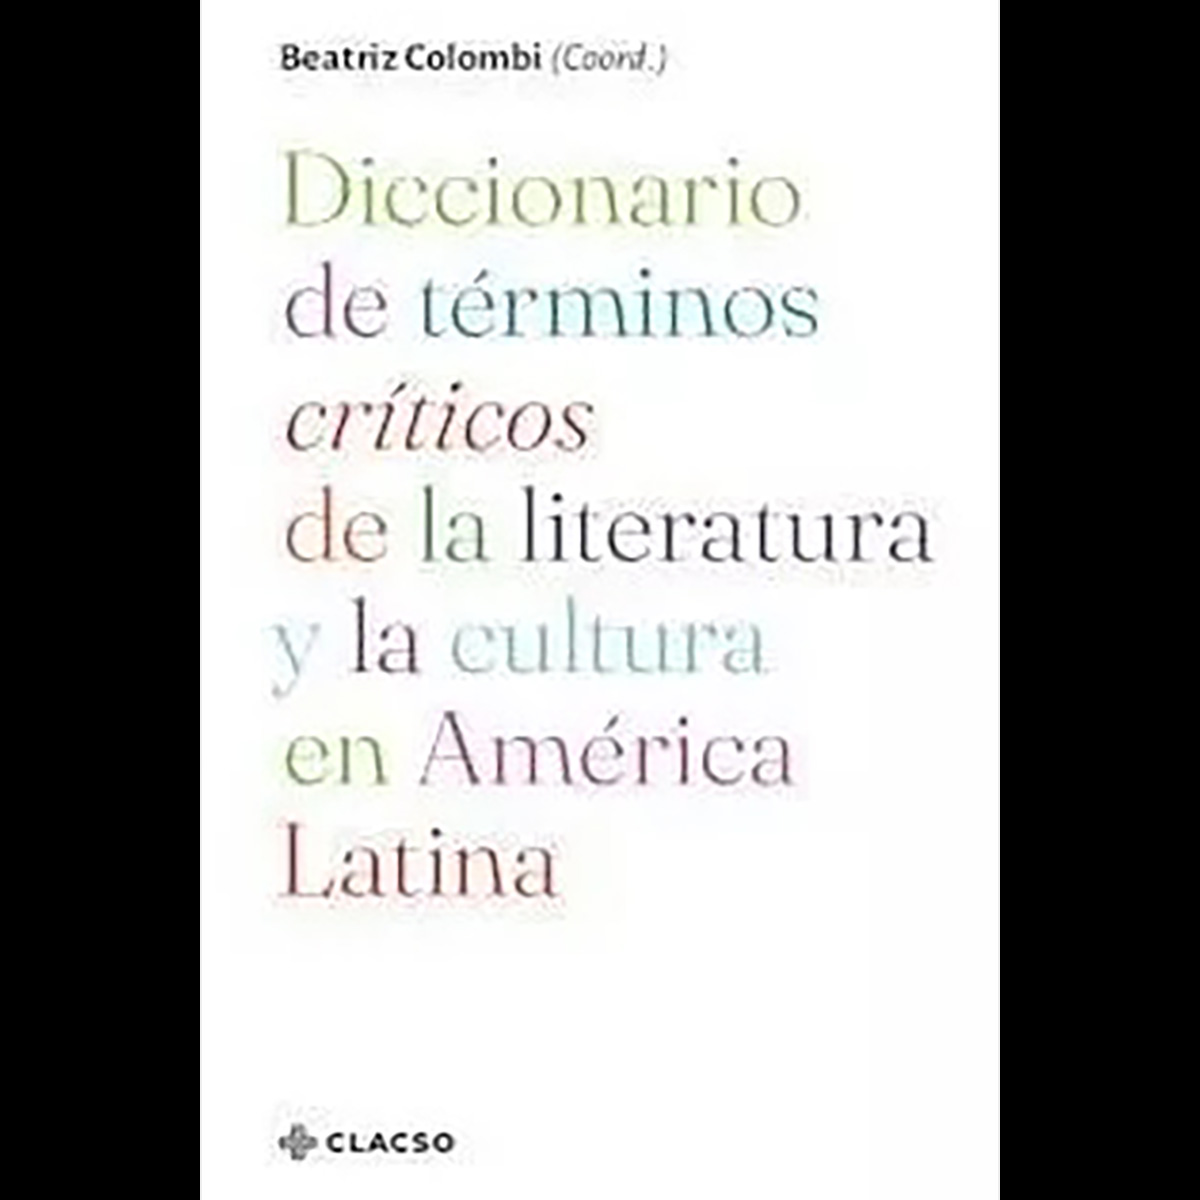 Beatriz Colombi (Coord.)
Diccionario
de términos
críticos
de la literatura
y la cultura
en América
Latina
CLACSO